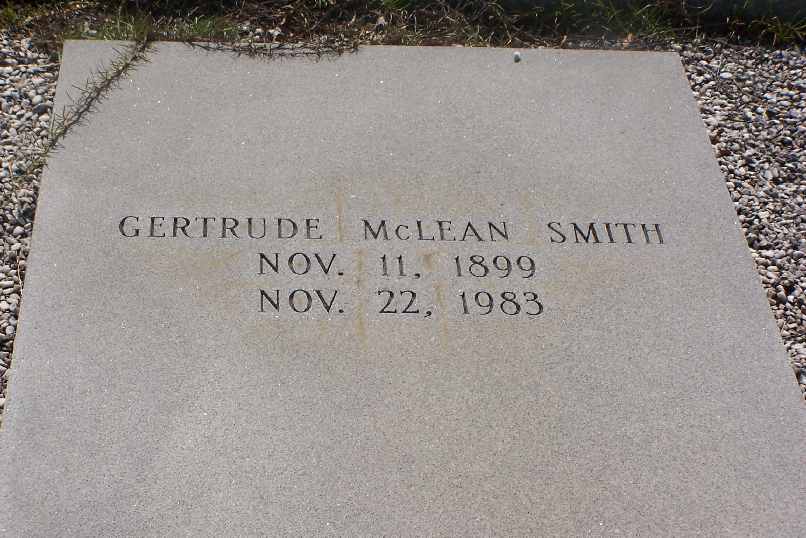 GERTRUDE McLEAN SMITH
NOV. 11, 1899
NOV. 22, 1983